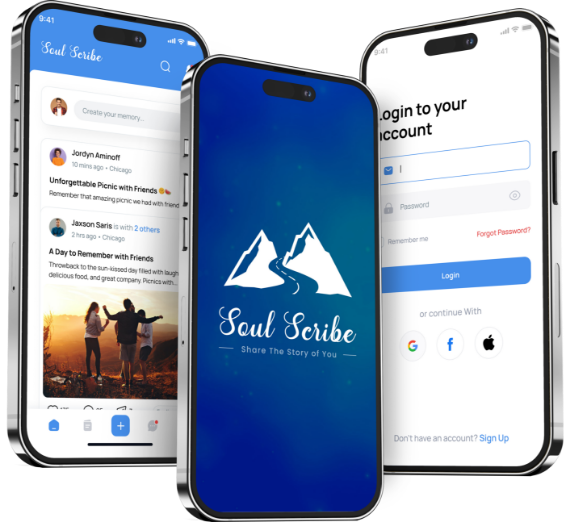 9:41
Soul Scribe
Create your memory...
Jordyn Aminoff
10 mins ago • Chicago
Unforgettable Picnic with Friends
Remember that amazing picnic we had with friend
Jaxson Saris is with 2 others
2 hrs ago • Chicago
A Day to Remember with Friends
Throwback to the sun-kissed day filled with laugh
delicious food, and great company. Picnics with...
Soul Scribe
Share The Story of You
9:41
Login to your
account
Password
Remember me
Forgot Password?
Login
or continue With
G
f
Don't have an account? Sign Up